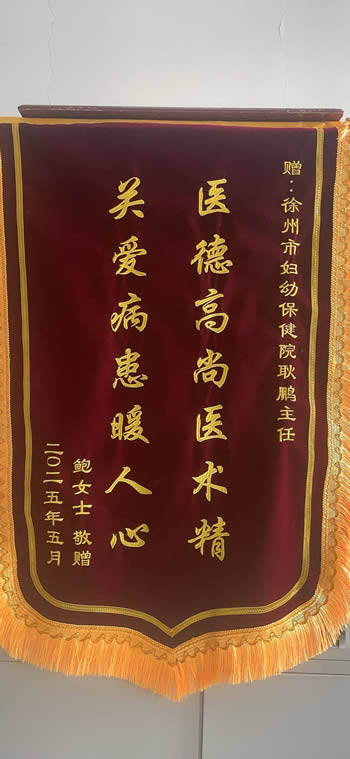 赠：徐州市妇幼保健院耿鹏主任
医德高尚医术精
关爱病患暖人心
鲍女士 敬赠
二〇二五年五月